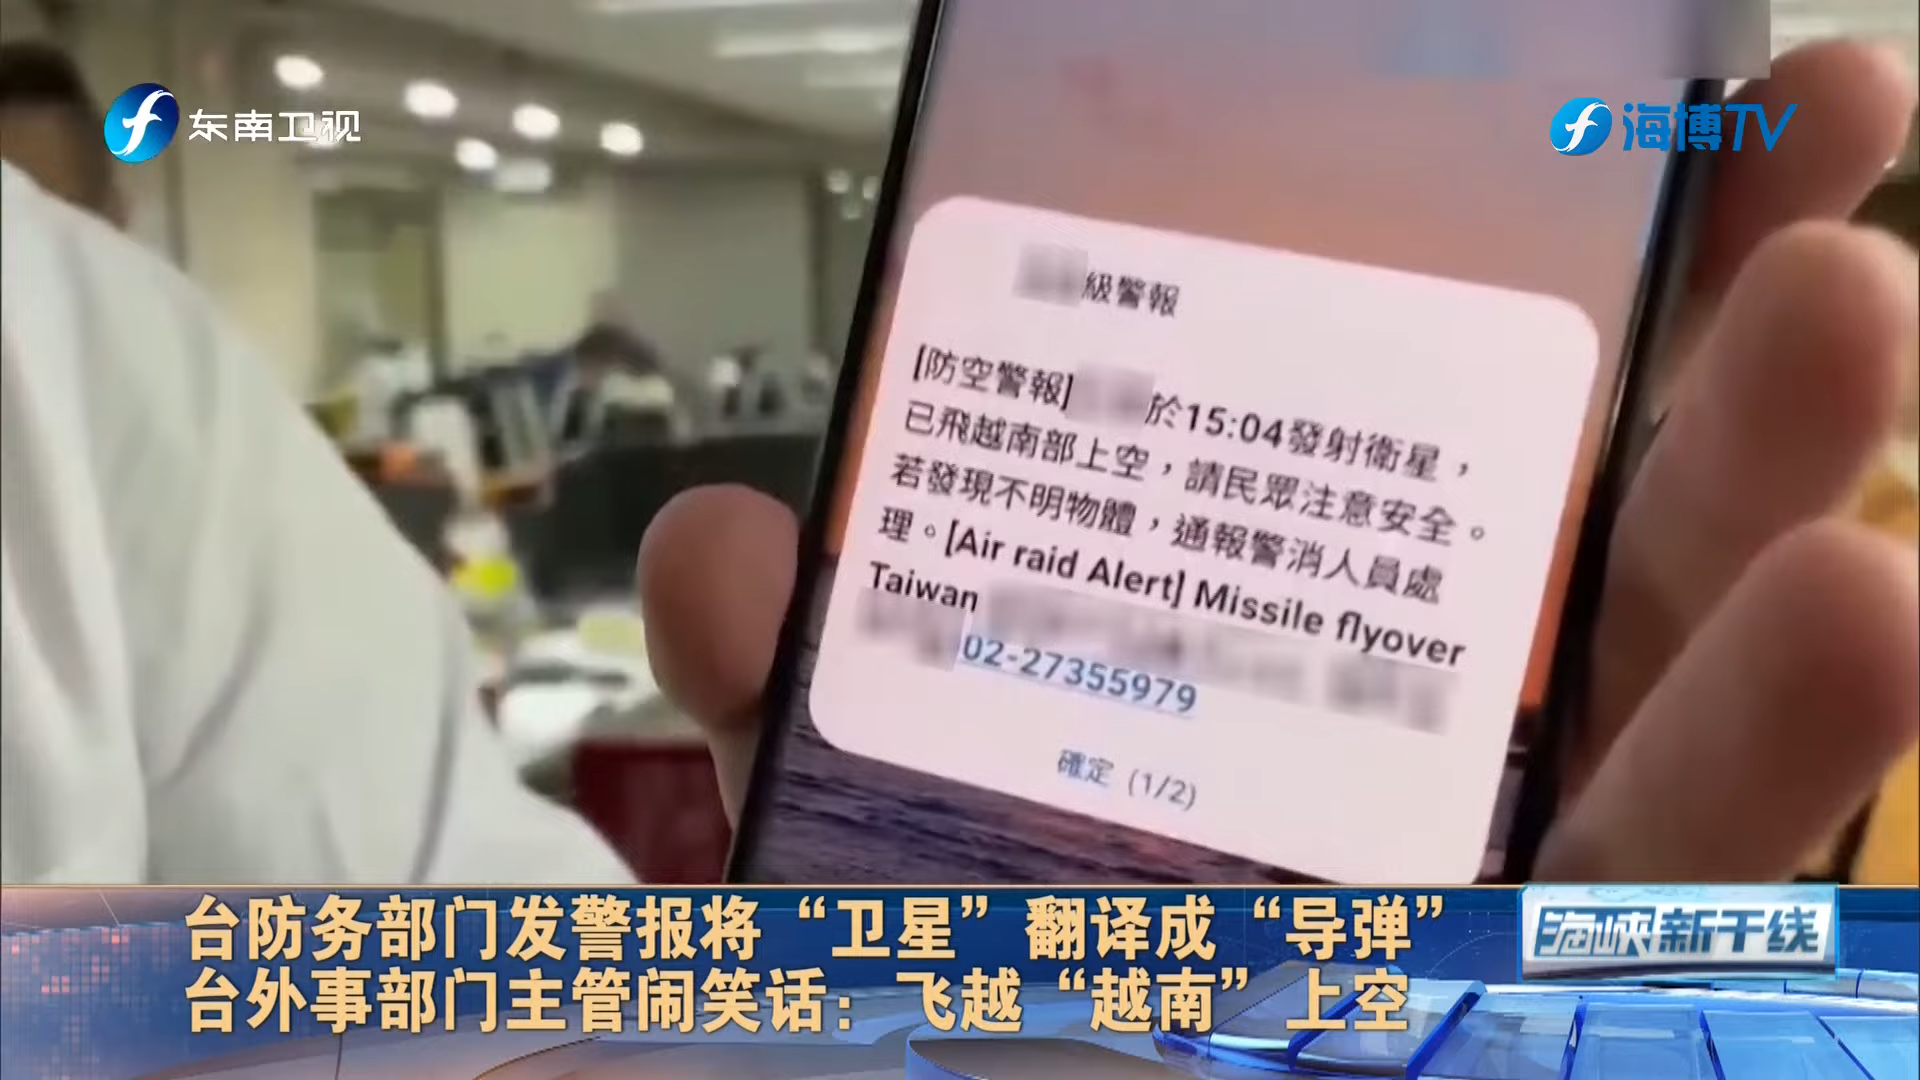 东南卫视
海博TV
級警報
[防空警報] 於15:04發射衛星，
已飛越南部上空，請民眾注意安全。
若發現不明物體，通報警消人員處
理。[Air raid Alert] Missile flyover
Taiwan
02-27355979
確定 (1/2)
台防务部门发警报将“卫星”翻译成“导弹”
台外事部门主管闹笑话：飞越“越南”上空
海峡新干线